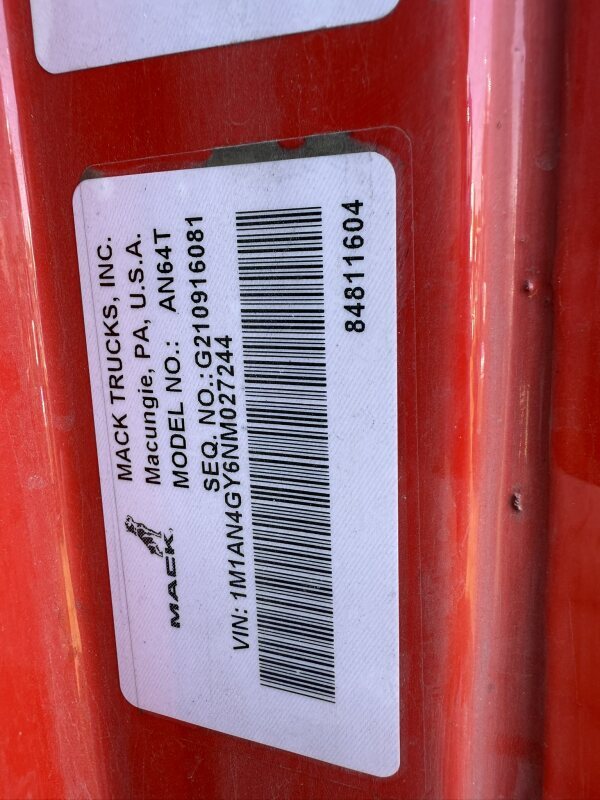 MACK TRUCKS, INC.
Macungie, PA, U.S.A.
MODEL NO.: AN64T
SEQ. NO.: G210916081
MACK.
VIN: 1M1AN4GY6NM027244
84811604